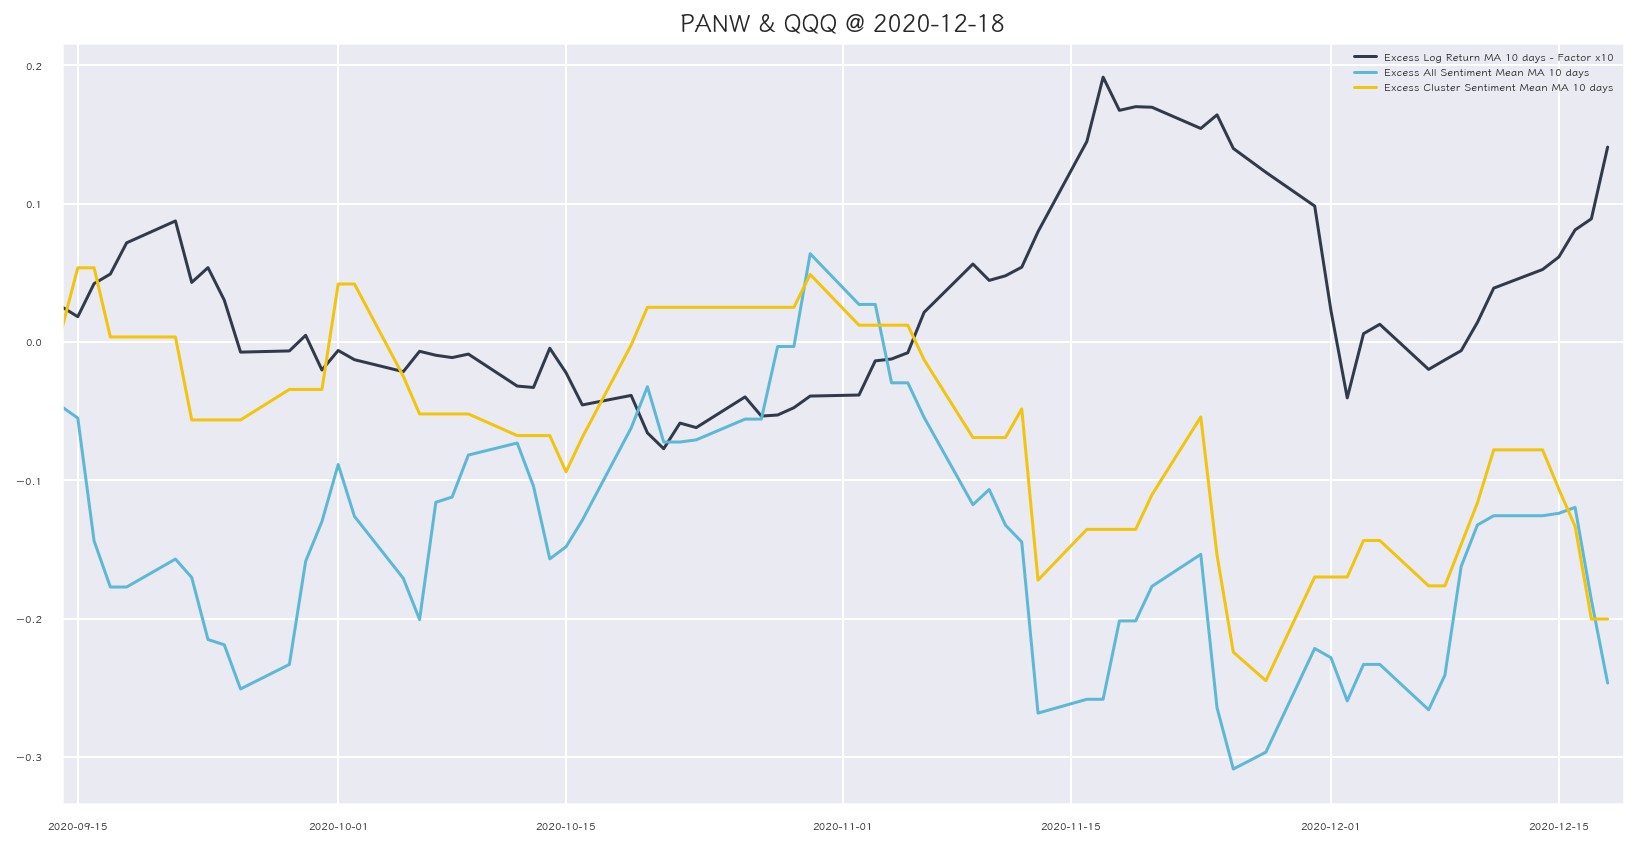 PANW & QQQ @ 2020-12-18
Excess Log Return MA 10 days - Factor x10
Excess All Sentiment Mean MA 10 days
Excess Cluster Sentiment Mean MA 10 days
0.2
0.1
0.0
−0.1
−0.2
−0.3
2020-09-15 2020-10-01 2020-10-15 2020-11-01 2020-11-15 2020-12-01 2020-12-15